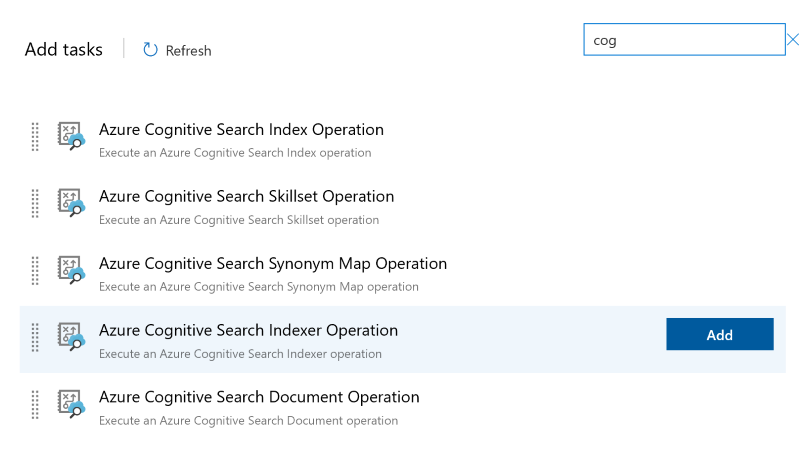 Add tasks
Refresh
cog
Azure Cognitive Search Index Operation
Execute an Azure Cognitive Search Index operation
Azure Cognitive Search Skillset Operation
Execute an Azure Cognitive Search Skillset operation
Azure Cognitive Search Synonym Map Operation
Execute an Azure Cognitive Search Synonym Map operation
Azure Cognitive Search Indexer Operation
Add
Execute an Azure Cognitive Search Indexer operation
Azure Cognitive Search Document Operation
Execute an Azure Cognitive Search Document operation